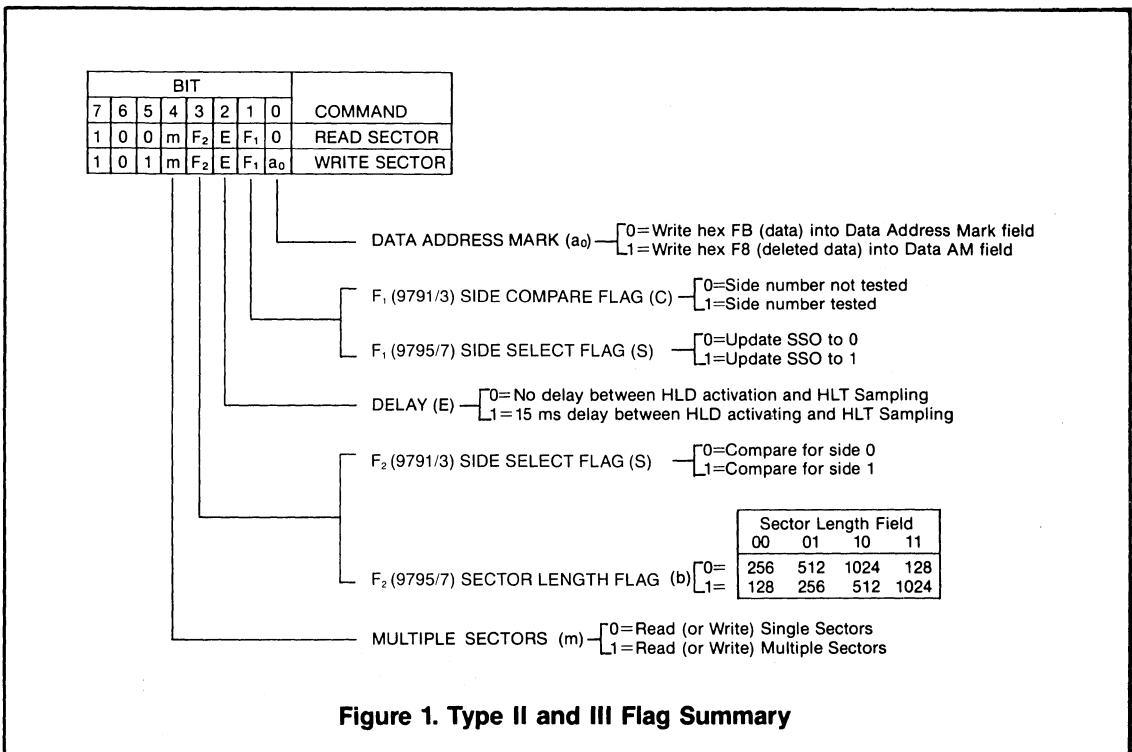 BIT
7 6 5 4 3 2 1 0 COMMAND
1 0 0 m F₂ E F₁ 0 READ SECTOR
1 0 1 m F₂ E F₁ a₀ WRITE SECTOR
DATA ADDRESS MARK (a₀) 0=Write hex FB (data) into Data Address Mark field
1=Write hex F8 (deleted data) into Data AM field
F₁ (9791/3) SIDE COMPARE FLAG (C) 0=Side number not tested
1=Side number tested
F₁ (9795/7) SIDE SELECT FLAG (S) 0=Update SSO to 0
1=Update SSO to 1
DELAY (E) 0=No delay between HLD activation and HLT Sampling
1=15 ms delay between HLD activating and HLT Sampling
F₂ (9791/3) SIDE SELECT FLAG (S) 0=Compare for side 0
1=Compare for side 1
Sector Length Field
00 01 10 11
F₂ (9795/7) SECTOR LENGTH FLAG (b) 0= 256 512 1024 128
1= 128 256 512 1024
MULTIPLE SECTORS (m) 0=Read (or Write) Single Sectors
1=Read (or Write) Multiple Sectors
Figure 1. Type II and III Flag Summary